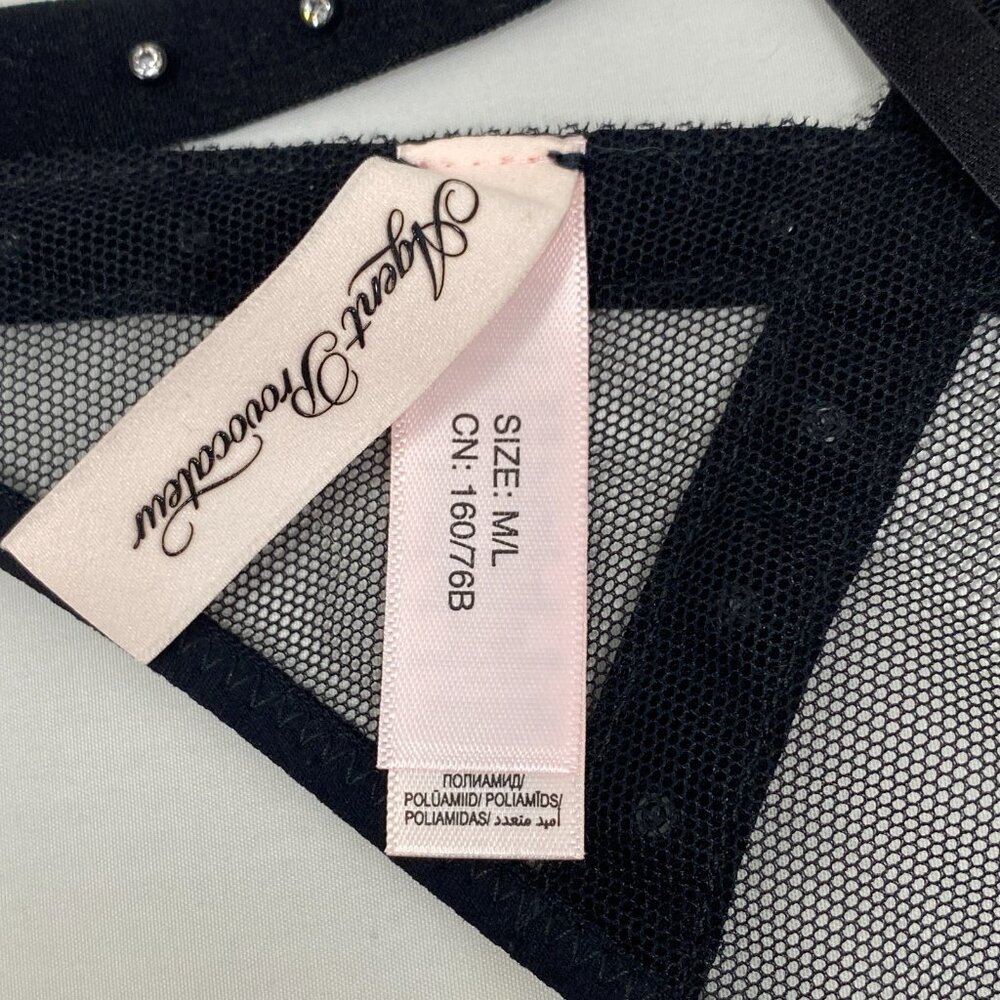 Agent Provocateur
SIZE: M/L
CN: 160/76B
ПОЛИАМИД/
POLÜAMIID/ POLIAMĪDS/
POLIAMIDAS/ أميد متعدد